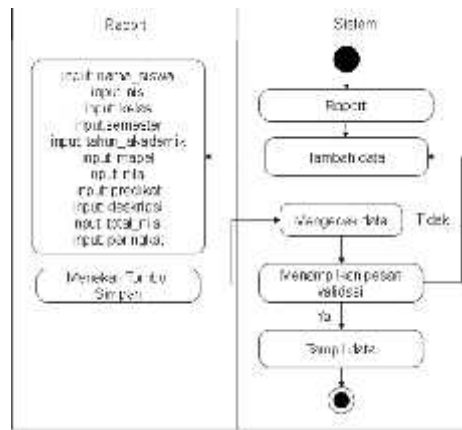 Raport
Sistem
input nama_siswa
input nis
input kelas
input semester
input tahun_akademik
input mapel
input nilai
input predikat
input deskripsi
input total_nilai
input peringkat
Menekan Tombol
Simpan
Raport
Tambah data
Mengecek data
Tidak
Menampilkan pesan
validasi
Ya
Tampil data